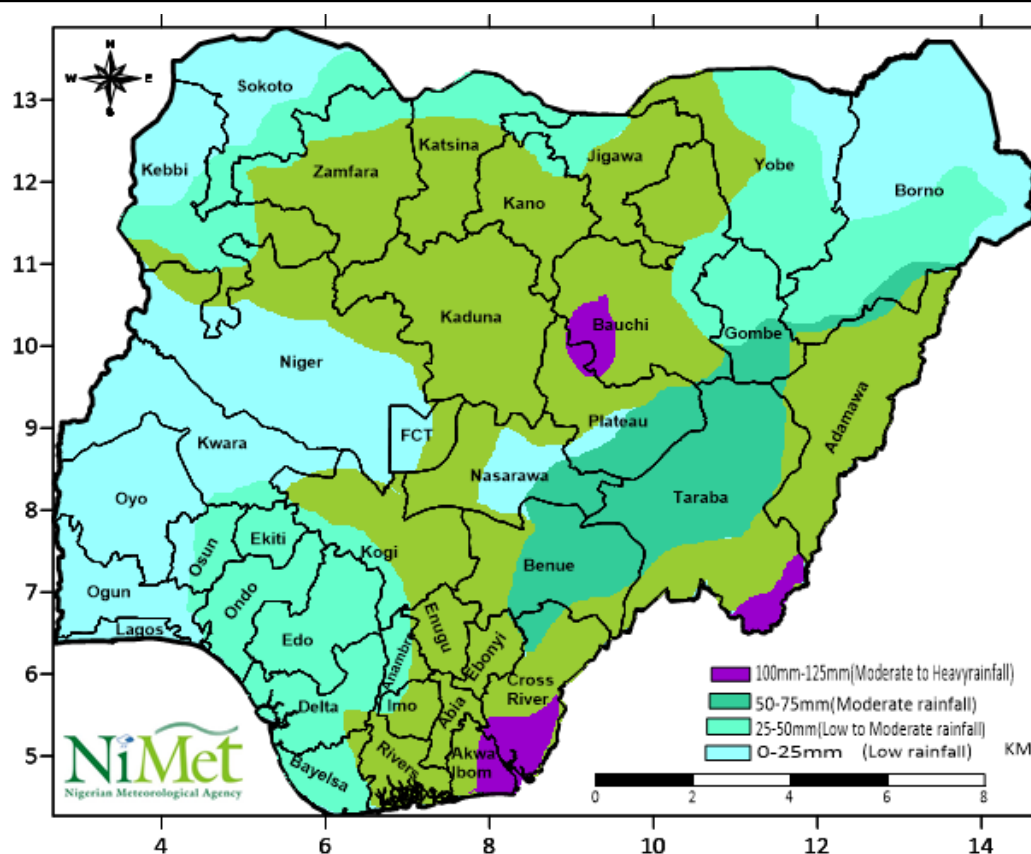 N
W E
S
13
12
11
10
9
8
7
6
5
4 6 8 10 12 14
Sokoto
Kebbi
Zamfara
Katsina
Kano
Jigawa
Yobe
Borno
Kaduna
Bauchi
Gombe
Niger
FCT
Plateau
Adamawa
Kwara
Nasarawa
Taraba
Oyo
Osun
Ekiti
Kogi
Benue
Ogun
Ondo
Lagos
Edo
Anambra
Enugu
Ebonyi
Cross
River
Delta
Imo
Abia
Bayelsa
Rivers
Akwa
Ibom
100mm-125mm(Moderate to Heavyrainfall)
50-75mm(Moderate rainfall)
25-50mm(Low to Moderate rainfall)
0-25mm (Low rainfall)
KM
0 2 4 6 8
NiMet
Nigerian Meteorological Agency